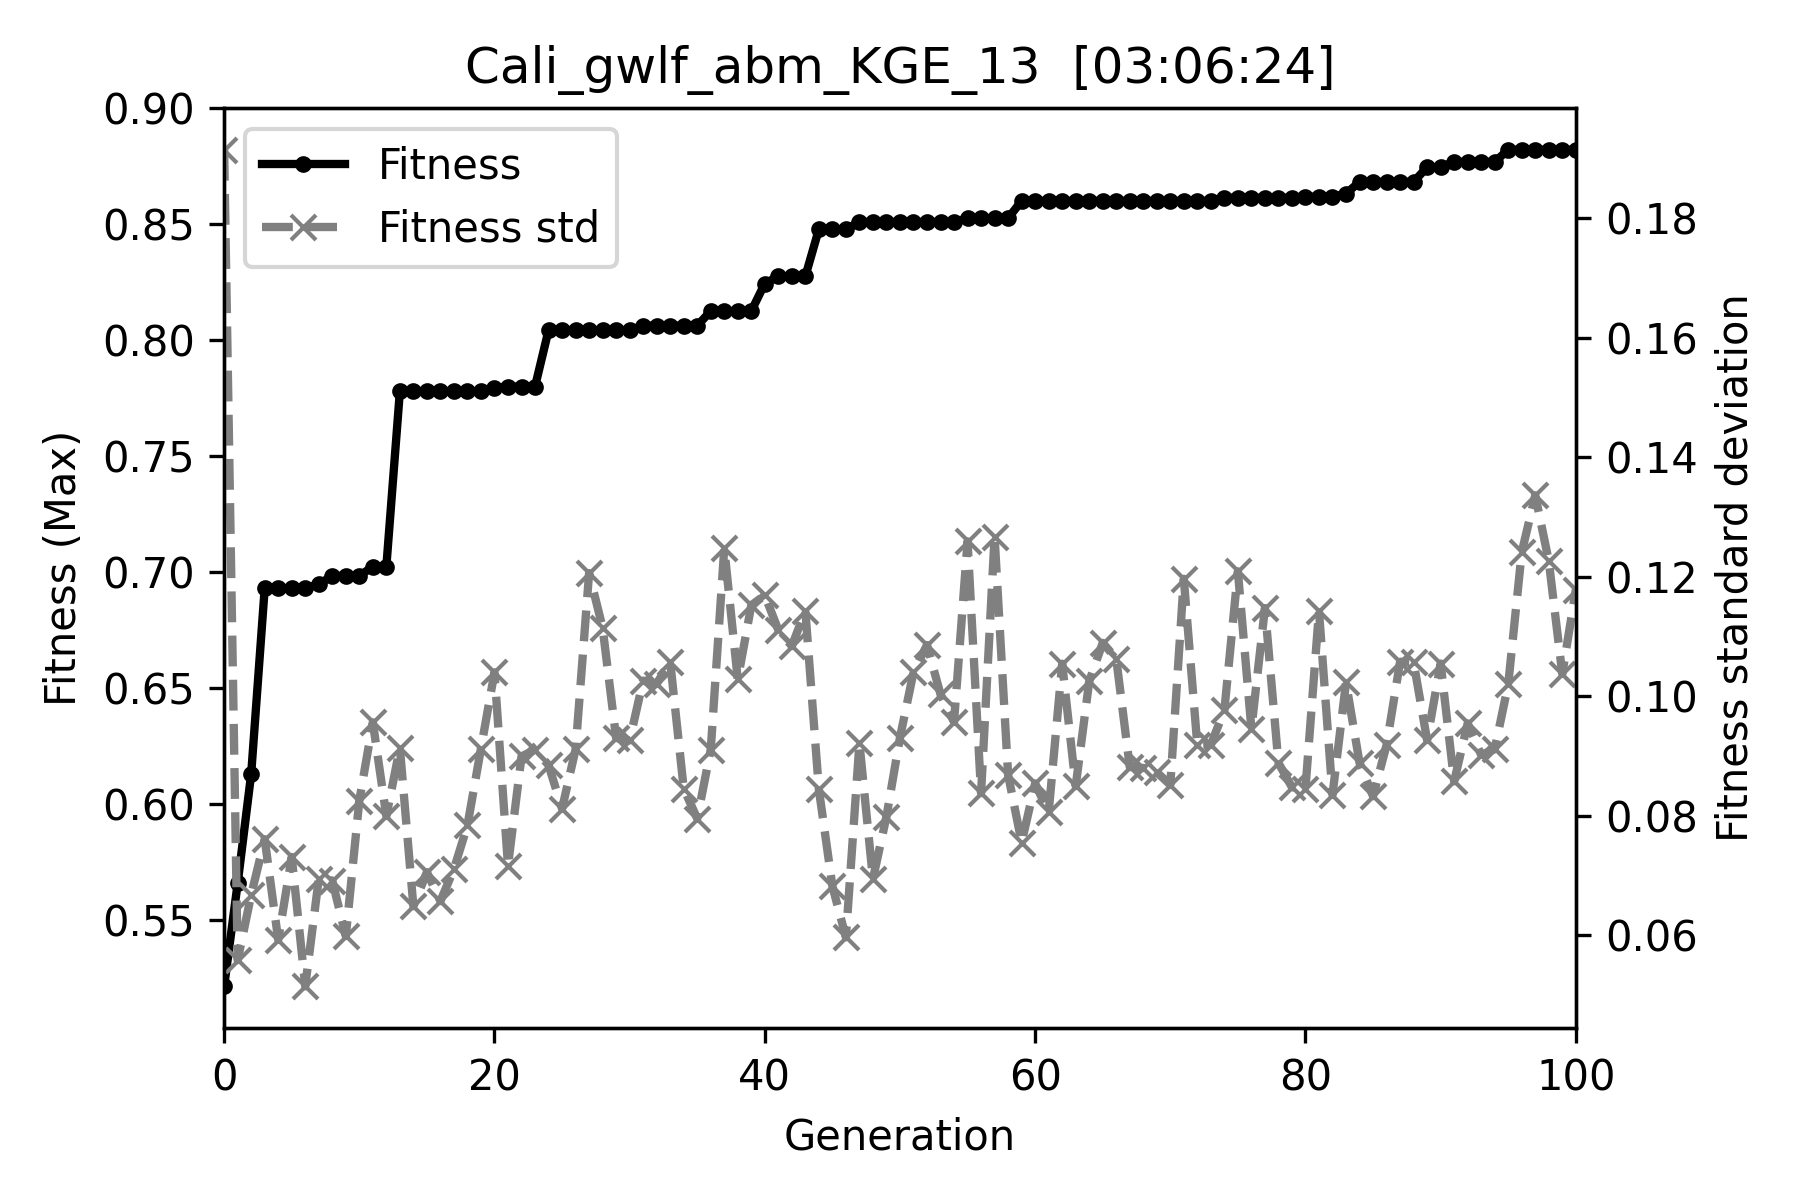 Cali_gwlf_abm_KGE_13  [03:06:24]
Fitness
Fitness std
0.90
0.85
0.80
0.75
0.70
0.65
0.60
0.55
Fitness (Max)
0.18
0.16
0.14
0.12
0.10
0.08
0.06
Fitness standard deviation
0 20 40 60 80 100
Generation